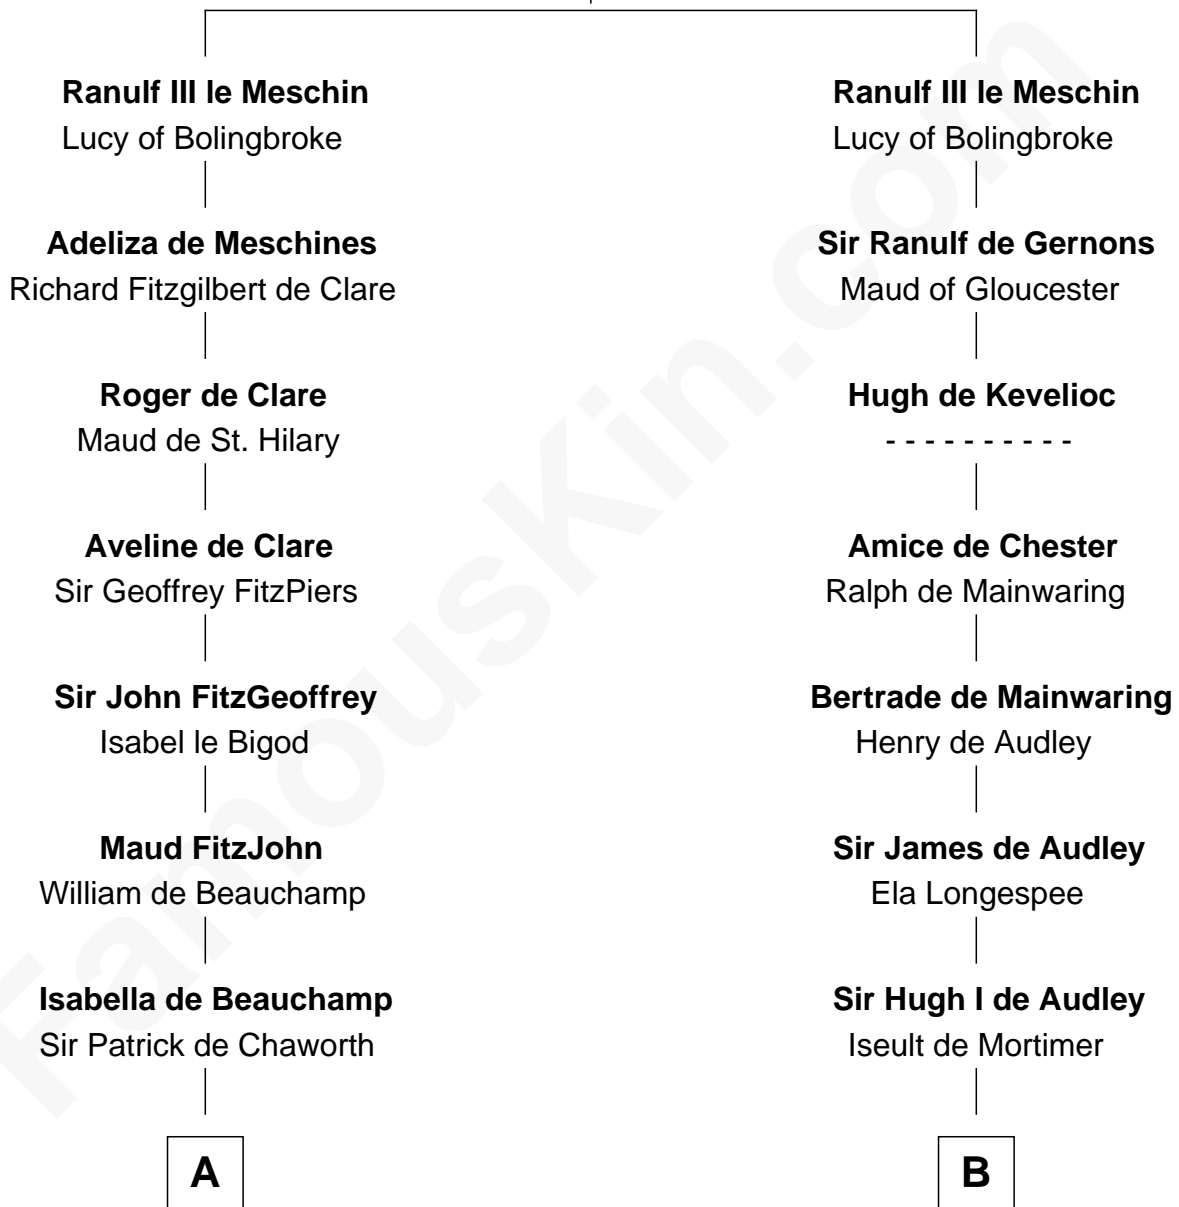 Ranulf III le Meschin
Lucy of Bolingbroke
Adeliza de Meschines
Richard Fitzgilbert de Clare
Roger de Clare
Maud de St. Hilary
Aveline de Clare
Sir Geoffrey FitzPiers
Sir John FitzGeoffrey
Isabel le Bigod
Maud FitzJohn
William de Beauchamp
Isabella de Beauchamp
Sir Patrick de Chaworth
A
Ranulf III le Meschin
Lucy of Bolingbroke
Sir Ranulf de Gernons
Maud of Gloucester
Hugh de Kevelioc
- - - - - - - - - -
Amice de Chester
Ralph de Mainwaring
Bertrade de Mainwaring
Henry de Audley
Sir James de Audley
Ela Longespee
Sir Hugh I de Audley
Iseult de Mortimer
B
FamousKin.com